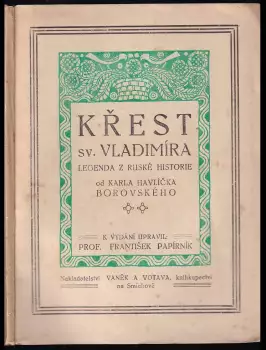 KŘEST
SV. VLADIMÍRA
LEGENDA Z RUSKÉ HISTORIE
od KARLA HAVLÍČKA
BOROVSKÉHO
K VYDÁNÍ UPRAVIL
PROF. FRANTIŠEK PAPÍRNÍK
Nakladatelství VANĚK A VOTAVA, knihkupectví
na Smíchově